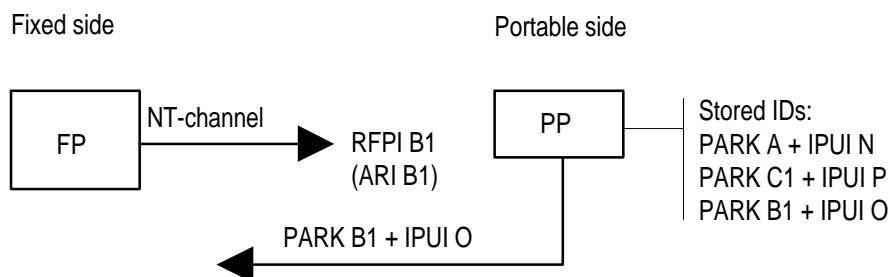 Fixed side
Portable side
FP
NT-channel
RFPI B1
(ARI B1)
PP
Stored IDs:
PARK A + IPUI N
PARK C1 + IPUI P
PARK B1 + IPUI O
PARK B1 + IPUI O